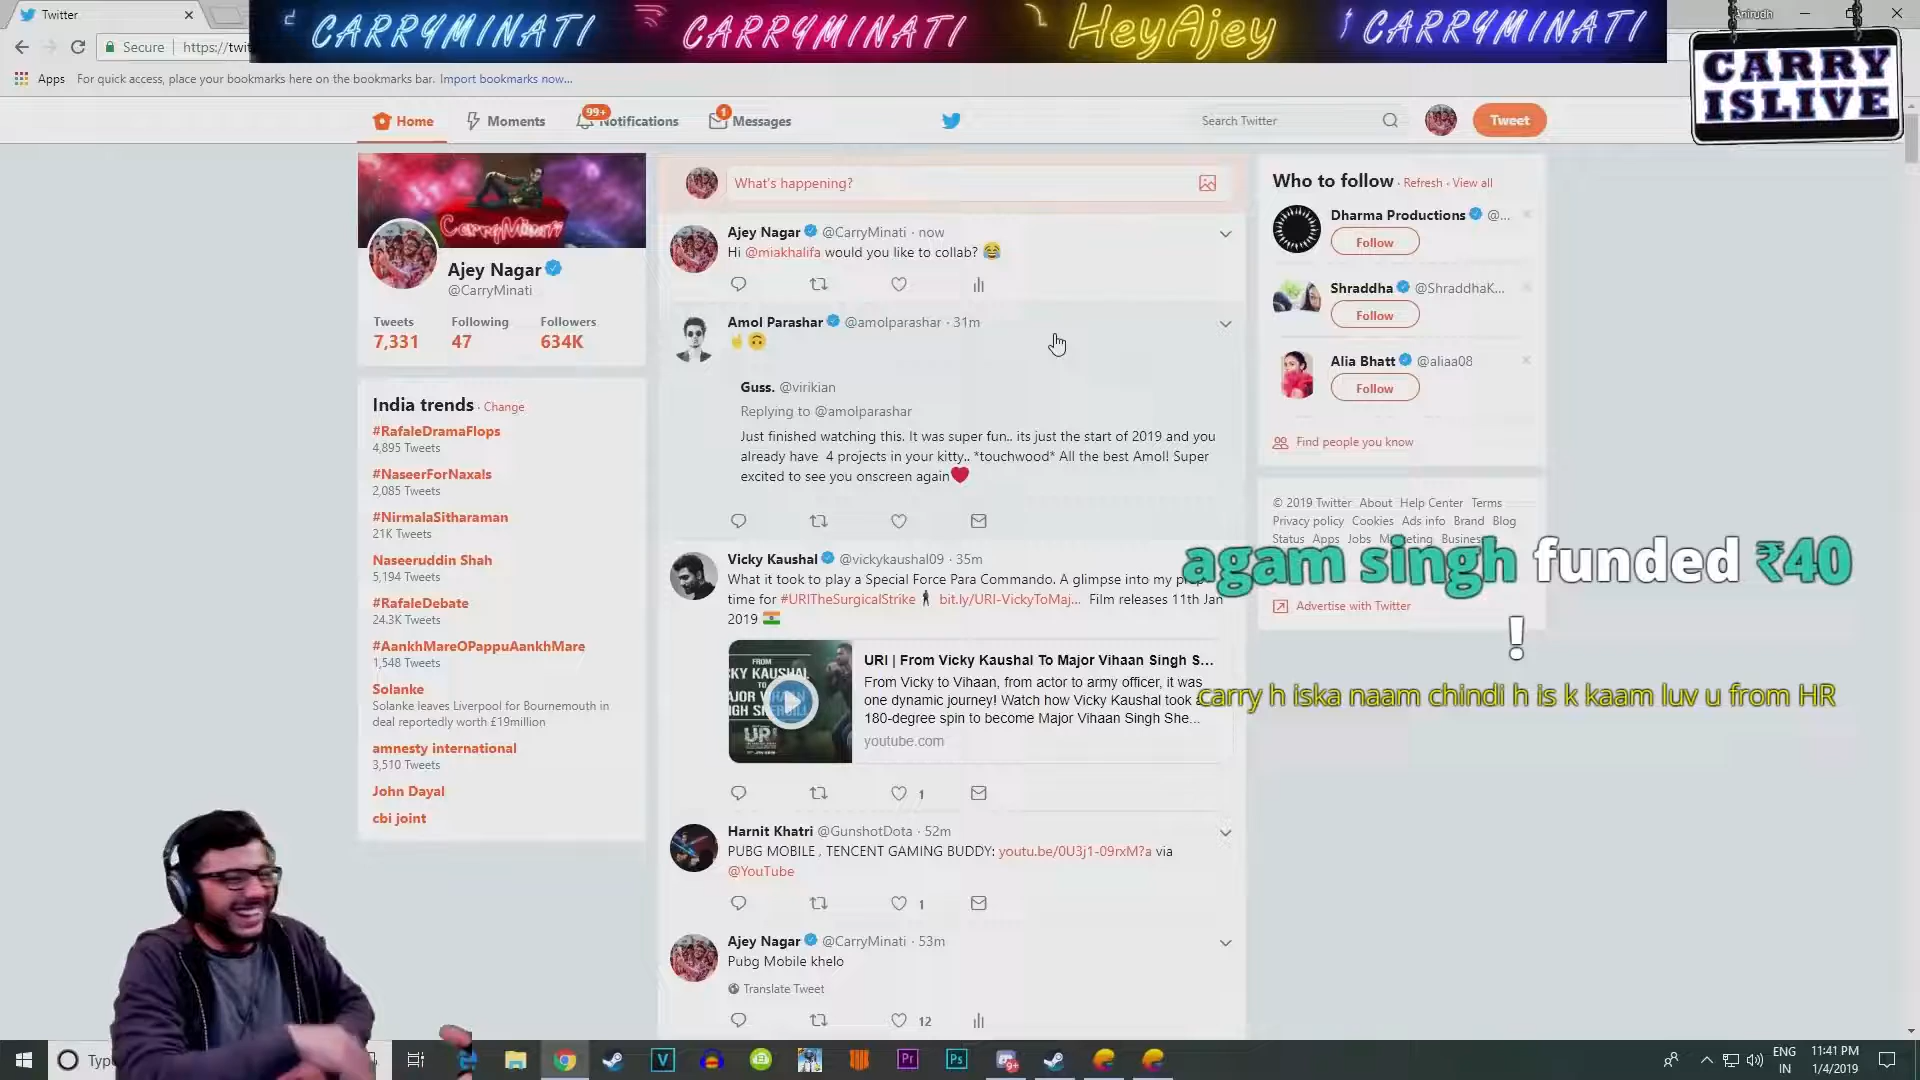 Twitter
CARRYMINATI
CARRYMINATI
HeyAjey
CARRYMINATI
Anirudh
Secure
https://twit
CARRY
ISLIVE
Apps
For quick access, place your bookmarks here on the bookmarks bar. Import bookmarks now...
Home
Moments
99+
Notifications
1
Messages
Search Twitter
Tweet
CarryMinati
Ajey Nagar
@CarryMinati
Tweets Following Followers
7,331 47 634K
India trends · Change
#RafaleDramaFlops
4,895 Tweets
#NaseerForNaxals
2,085 Tweets
#NirmalaSitharaman
21K Tweets
Naseeruddin Shah
5,194 Tweets
#RafaleDebate
24.3K Tweets
#AankhMareOPappuAankhMare
1,548 Tweets
Solanke
Solanke leaves Liverpool for Bournemouth in
deal reportedly worth £19million
amnesty international
3,510 Tweets
John Dayal
cbi joint
What's happening?
Ajey Nagar @CarryMinati · now
Hi @miakhalifa would you like to collab? 😂
Amol Parashar @amolparashar · 31m
☝️🙃
Guss. @virikian
Replying to @amolparashar
Just finished watching this. It was super fun.. its just the start of 2019 and you
already have 4 projects in your kitty.. *touchwood* All the best Amol! Super
excited to see you onscreen again❤️
Vicky Kaushal @vickykaushal09 · 35m
What it took to play a Special Force Para Commando. A glimpse into my
time for #URITheSurgicalStrike bit.ly/URI-VickyToMaj... Film releases 11th Jan
2019 🇮🇳
FROM
TO
URI
URI | From Vicky Kaushal To Major Vihaan Singh S...
From Vicky to Vihaan, from actor to army officer, it was
one dynamic journey! Watch how Vicky Kaushal took a
180-degree spin to become Major Vihaan Singh She...
youtube.com
1
Harnit Khatri @GunshotDota · 52m
PUBG MOBILE , TENCENT GAMING BUDDY: youtu.be/0U3j1-09rxM?a via
@YouTube
1
Ajey Nagar @CarryMinati · 53m
Pubg Mobile khelo
Translate Tweet
12
Who to follow · Refresh · View all
Dharma Productions @...
Follow
Shraddha @ShraddhaK...
Follow
Alia Bhatt @aliaa08
Follow
Find people you know
© 2019 Twitter About Help Center Terms
Privacy policy Cookies Ads info Brand Blog
Status Apps Jobs Marketing
Advertise with Twitter
agam singh funded ₹40
!
carry h iska naam chindi h is k kaam luv u from HR
Typ
V
Pr
Ps
9+
ENG
IN
11:41 PM
1/4/2019